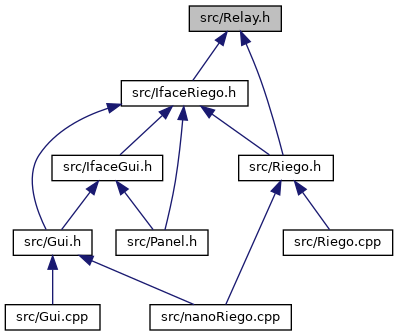 src/Relay.h
src/IfaceRiego.h
src/IfaceGui.h
src/Riego.h
src/Gui.h
src/Panel.h
src/Riego.cpp
src/Gui.cpp
src/nanoRiego.cpp